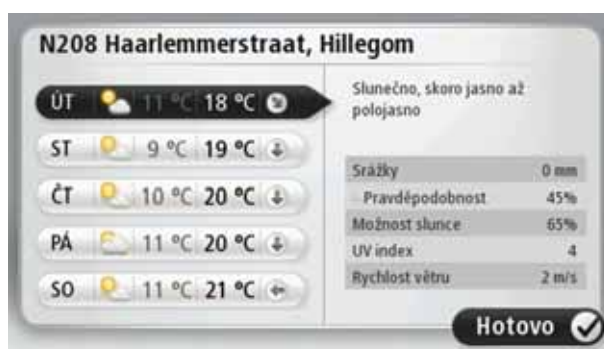 N208 Haarlemmerstraat, Hillegom
ÚT 11 °C 18 °C
ST 9 °C 19 °C
ČT 10 °C 20 °C
PÁ 11 °C 20 °C
SO 11 °C 21 °C
Slunečno, skoro jasno až
polojasno
Srážky 0 mm
Pravděpodobnost 45%
Možnost slunce 65%
UV index 4
Rychlost větru 2 m/s
Hotovo